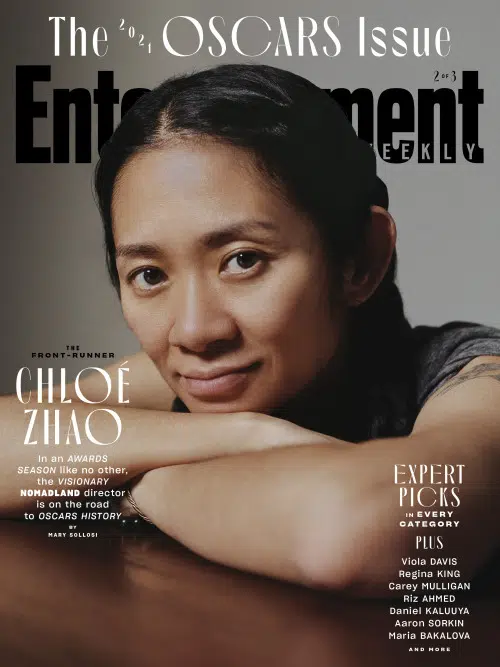 The 2021 OSCARS Issue
2 OF 3
Ente ment
WEEKLY
THE
FRONT-RUNNER
CHLOÉ
ZHAO
In an AWARDS
SEASON like no other,
the VISIONARY
NOMADLAND director
is on the road
to OSCARS HISTORY
BY
MARY SOLLOSI
EXPERT
PICKS
IN EVERY
CATEGORY
PLUS
Viola DAVIS
Regina KING
Carey MULLIGAN
Riz AHMED
Daniel KALUUYA
Aaron SORKIN
Maria BAKALOVA
AND MORE